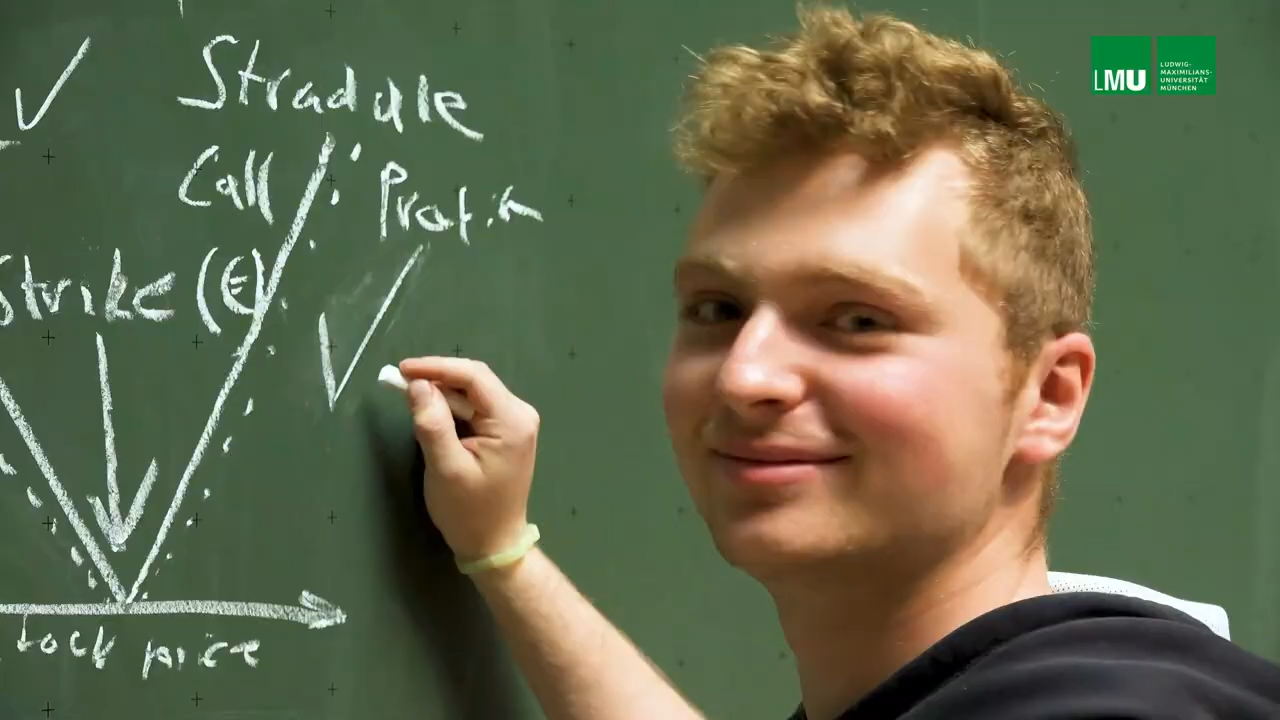 Straddle
Call
Profit
Strike (€)
tock price
LMU
LUDWIG-
MAXIMILIANS-
UNIVERSITÄT
MÜNCHEN